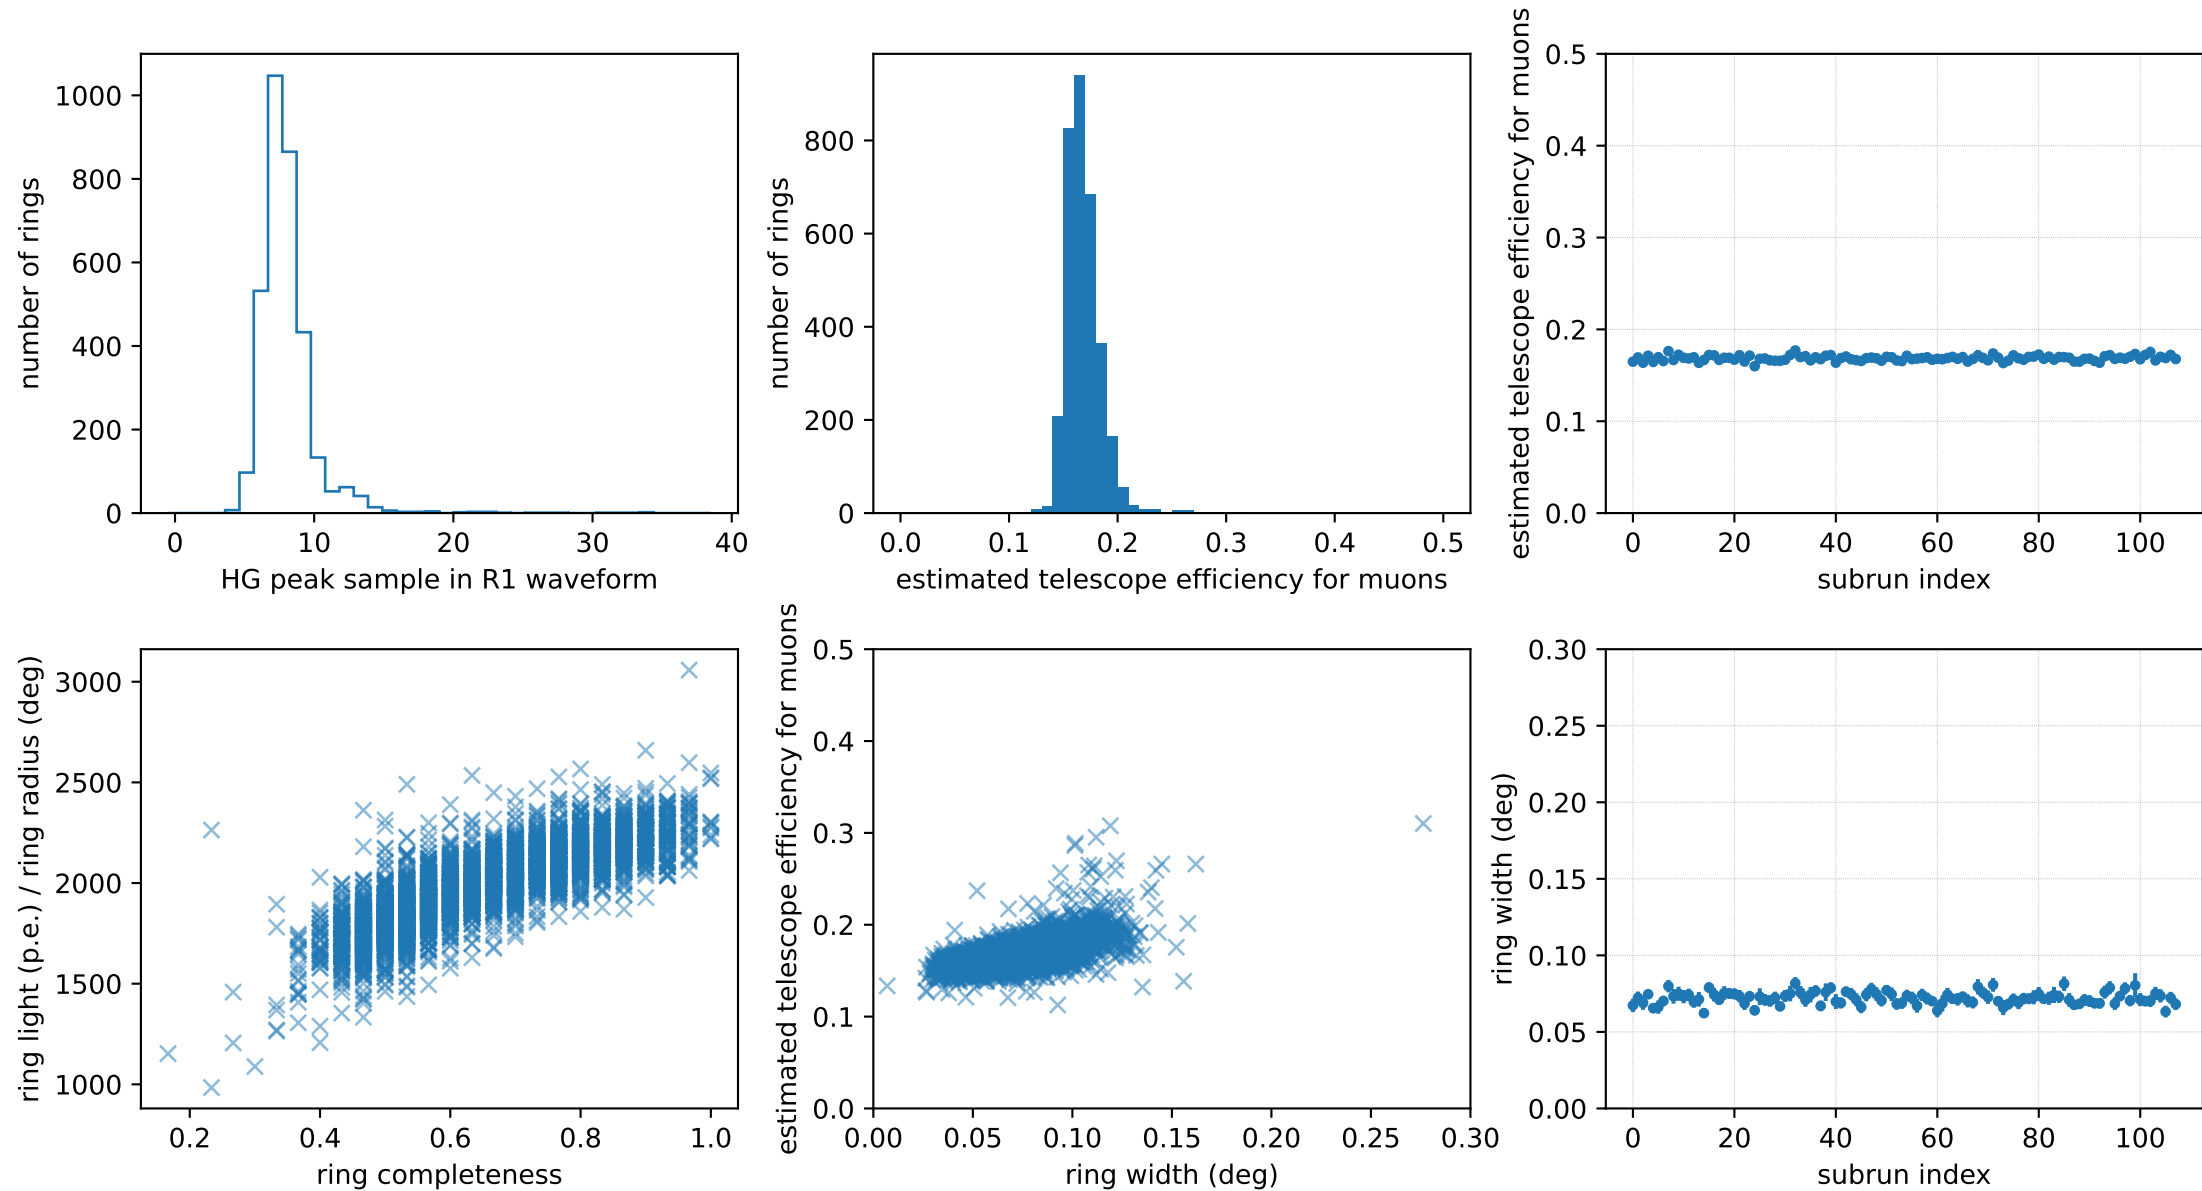 number of rings
1000
800
600
400
200
0
0 10 20 30 40
HG peak sample in R1 waveform
number of rings
800
600
400
200
0
0.0 0.1 0.2 0.3 0.4 0.5
estimated telescope efficiency for muons
estimated telescope efficiency for muons
0.5
0.4
0.3
0.2
0.1
0.0
0 20 40 60 80 100
subrun index
ring light (p.e.) / ring radius (deg)
3000
2500
2000
1500
1000
0.2 0.4 0.6 0.8 1.0
ring completeness
estimated telescope efficiency for muons
0.5
0.4
0.3
0.2
0.1
0.0
0.00 0.05 0.10 0.15 0.20 0.25 0.30
ring width (deg)
ring width (deg)
0.30
0.25
0.20
0.15
0.10
0.05
0.00
0 20 40 60 80 100
subrun index